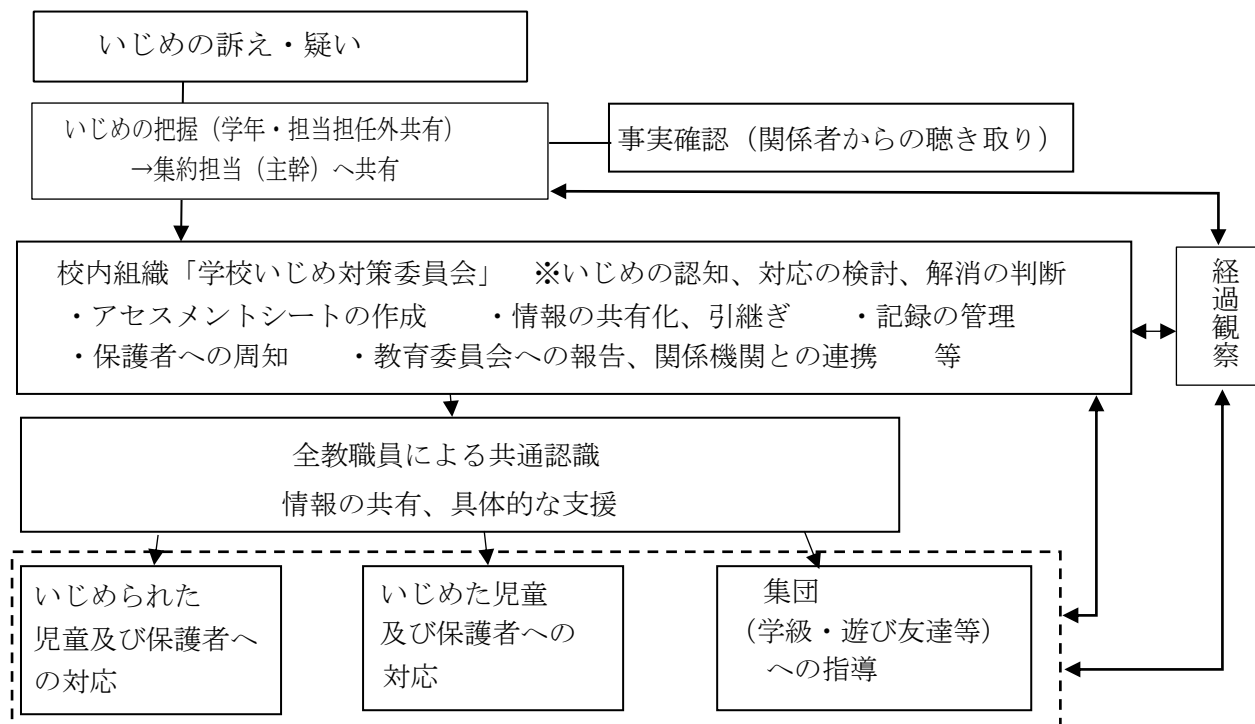 いじめの訴え・疑い
いじめの把握（学年・担当担任外共有）
→集約担当（主幹）へ共有
事実確認（関係者からの聴き取り）
校内組織「学校いじめ対策委員会」　※いじめの認知、対応の検討、解消の判断
・アセスメントシートの作成　　・情報の共有化、引継ぎ　　・記録の管理
・保護者への周知　　・教育委員会への報告、関係機関との連携　　等
経過観察
全教職員による共通認識
情報の共有、具体的な支援
いじめられた
児童及び保護者へ
の対応
いじめた児童
及び保護者への
対応
集団
（学級・遊び友達等）
への指導